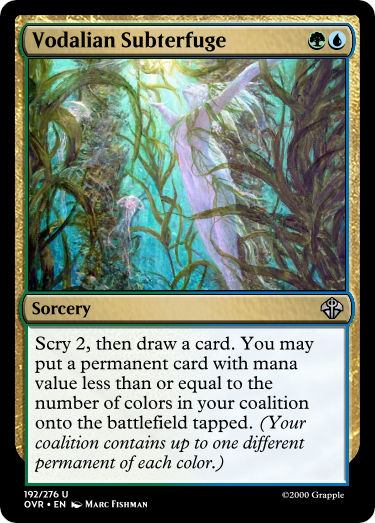 Vodalian Subterfuge
Sorcery
Scry 2, then draw a card. You may
put a permanent card with mana
value less than or equal to the
number of colors in your coalition
onto the battlefield tapped. (Your
coalition contains up to one different
permanent of each color.)
192/276 U
OVR • EN Marc Fishman
©2000 Grapple